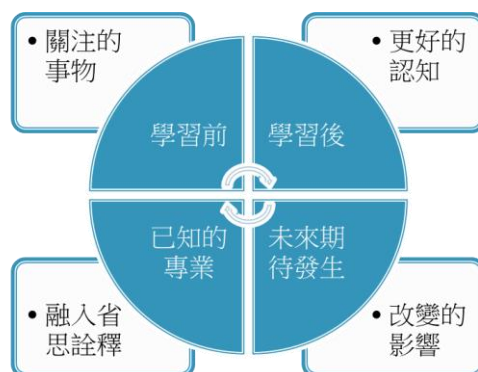 • 關注的
事物
• 更好的
認知
學習前
學習後
已知的
專業
未來期
待發生
• 融入省
思詮釋
• 改變的
影響